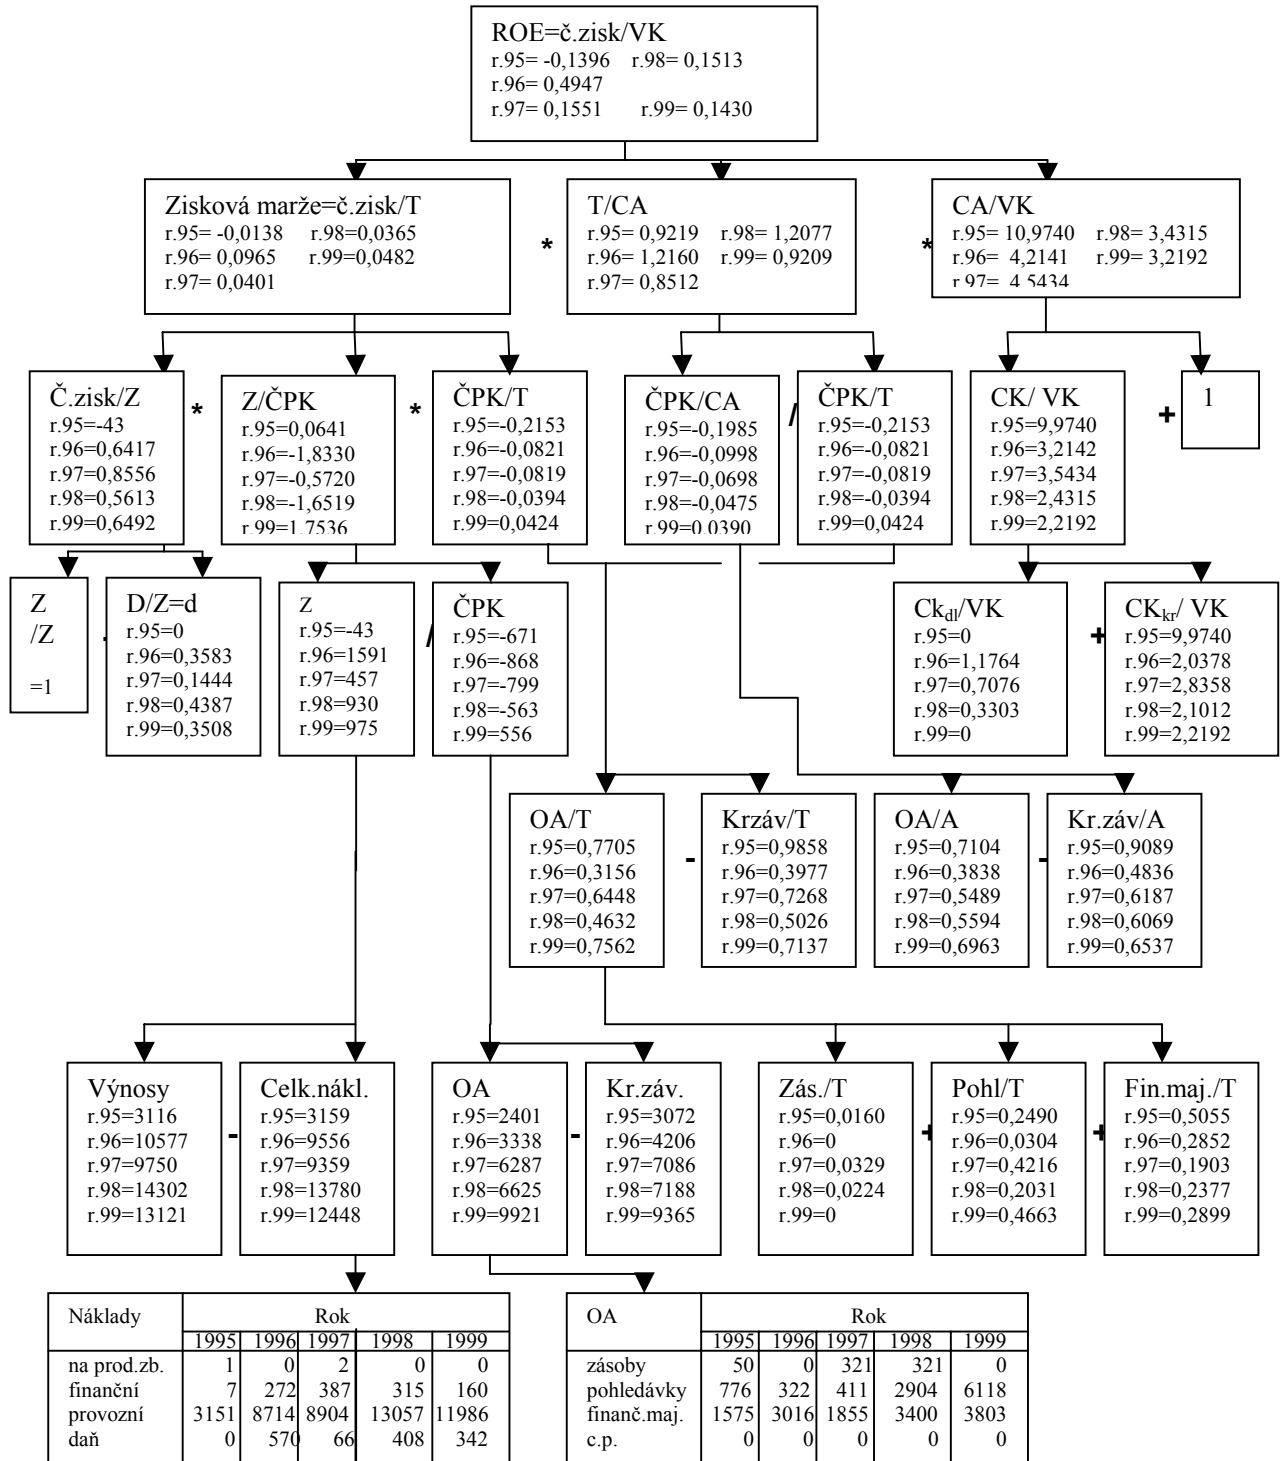 ROE=č.zisk/VK
r.95= -0,1396 r.98= 0,1513
r.96= 0,4947
r.97= 0,1551 r.99= 0,1430
Zisková marže=č.zisk/T
r.95= -0,0138 r.98=0,0365
r.96= 0,0965 r.99=0,0482
r.97= 0,0401
*
T/CA
r.95= 0,9219 r.98= 1,2077
r.96= 1,2160 r.99= 0,9209
r.97= 0,8512
*
CA/VK
r.95= 10,9740 r.98= 3,4315
r.96= 4,2141 r.99= 3,2192
r.97= 4,5434
Č.zisk/Z
r.95=-43
r.96=0,6417
r.97=0,8556
r.98=0,5613
r.99=0,6492
*
Z/ČPK
r.95=0,0641
r.96=-1,8330
r.97=-0,5720
r.98=-1,6519
r.99=1,7536
*
ČPK/T
r.95=-0,2153
r.96=-0,0821
r.97=-0,0819
r.98=-0,0394
r.99=0,0424
ČPK/CA
r.95=-0,1985
r.96=-0,0998
r.97=-0,0698
r.98=-0,0475
r.99=0,0390
/
ČPK/T
r.95=-0,2153
r.96=-0,0821
r.97=-0,0819
r.98=-0,0394
r.99=0,0424
CK/ VK
r.95=9,9740
r.96=3,2142
r.97=3,5434
r.98=2,4315
r.99=2,2192
+
1
Z
/Z
=1
-
D/Z=d
r.95=0
r.96=0,3583
r.97=0,1444
r.98=0,4387
r.99=0,3508
Z
r.95=-43
r.96=1591
r.97=457
r.98=930
r.99=975
/
ČPK
r.95=-671
r.96=-868
r.97=-799
r.98=-563
r.99=556
Ckdl/VK
r.95=0
r.96=1,1764
r.97=0,7076
r.98=0,3303
r.99=0
+
CKkr/ VK
r.95=9,9740
r.96=2,0378
r.97=2,8358
r.98=2,1012
r.99=2,2192
OA/T
r.95=0,7705
r.96=0,3156
r.97=0,6448
r.98=0,4632
r.99=0,7562
-
Krzáv/T
r.95=0,9858
r.96=0,3977
r.97=0,7268
r.98=0,5026
r.99=0,7137
OA/A
r.95=0,7104
r.96=0,3838
r.97=0,5489
r.98=0,5594
r.99=0,6963
-
Kr.záv/A
r.95=0,9089
r.96=0,4836
r.97=0,6187
r.98=0,6069
r.99=0,6537
Výnosy
r.95=3116
r.96=10577
r.97=9750
r.98=14302
r.99=13121
-
Celk.nákl.
r.95=3159
r.96=9556
r.97=9359
r.98=13780
r.99=12448
OA
r.95=2401
r.96=3338
r.97=6287
r.98=6625
r.99=9921
-
Kr.záv.
r.95=3072
r.96=4206
r.97=7086
r.98=7188
r.99=9365
Zás./T
r.95=0,0160
r.96=0
r.97=0,0329
r.98=0,0224
r.99=0
+
Pohl/T
r.95=0,2490
r.96=0,0304
r.97=0,4216
r.98=0,2031
r.99=0,4663
+
Fin.maj./T
r.95=0,5055
r.96=0,2852
r.97=0,1903
r.98=0,2377
r.99=0,2899
Náklady Rok
1995 1996 1997 1998 1999
na prod.zb. 1 0 2 0 0
finanční 7 272 387 315 160
provozní 3151 8714 8904 13057 11986
daň 0 570 66 408 342
OA Rok
1995 1996 1997 1998 1999
zásoby 50 0 321 321 0
pohledávky 776 322 411 2904 6118
finanč.maj. 1575 3016 1855 3400 3803
c.p. 0 0 0 0 0